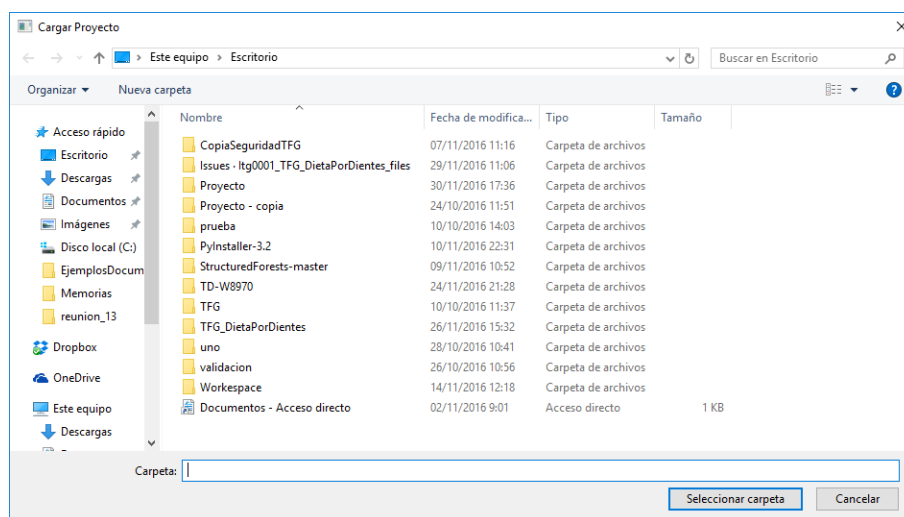 Cargar Proyecto
Este equipo > Escritorio
Buscar en Escritorio
Organizar
Nueva carpeta
Nombre Fecha de modifica... Tipo Tamaño
Acceso rápido
Escritorio
Descargas
Documentos
Imágenes
Disco local (C:)
EjemplosDocum
Memorias
reunion_13
Dropbox
OneDrive
Este equipo
Descargas
CopiaSeguridadTFG 07/11/2016 11:16 Carpeta de archivos
Issues · ltg0001_TFG_DietaPorDientes_files 29/11/2016 11:06 Carpeta de archivos
Proyecto 30/11/2016 17:36 Carpeta de archivos
Proyecto - copia 24/10/2016 11:51 Carpeta de archivos
prueba 10/10/2016 14:03 Carpeta de archivos
PyInstaller-3.2 10/11/2016 22:31 Carpeta de archivos
StructuredForests-master 09/11/2016 10:52 Carpeta de archivos
TD-W8970 24/11/2016 21:28 Carpeta de archivos
TFG 10/10/2016 11:37 Carpeta de archivos
TFG_DietaPorDientes 26/11/2016 15:32 Carpeta de archivos
uno 28/10/2016 10:41 Carpeta de archivos
validacion 26/10/2016 10:56 Carpeta de archivos
Workespace 14/11/2016 12:18 Carpeta de archivos
Documentos - Acceso directo 02/11/2016 9:01 Acceso directo 1 KB
Carpeta:
Seleccionar carpeta
Cancelar